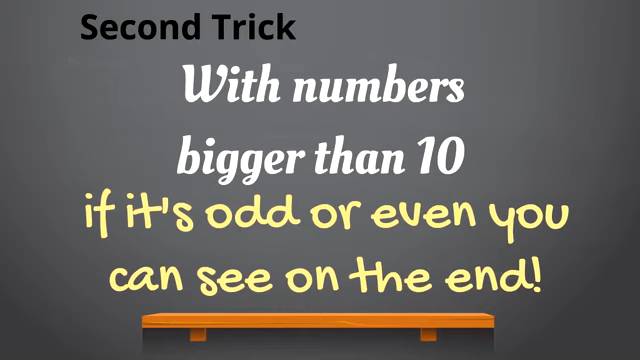 Second Trick
With numbers
bigger than 10
if it's odd or even you
can see on the end!